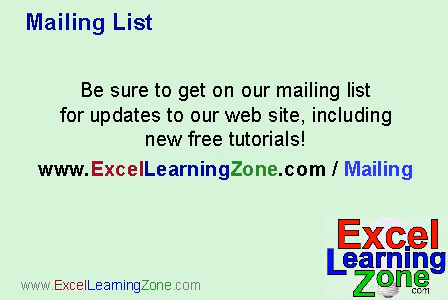 Mailing List
Be sure to get on our mailing list
for updates to our web site, including
new free tutorials!
www.ExcelLearningZone.com / Mailing
Excel
Learning
Zone
.com
www.ExcelLearningZone.com